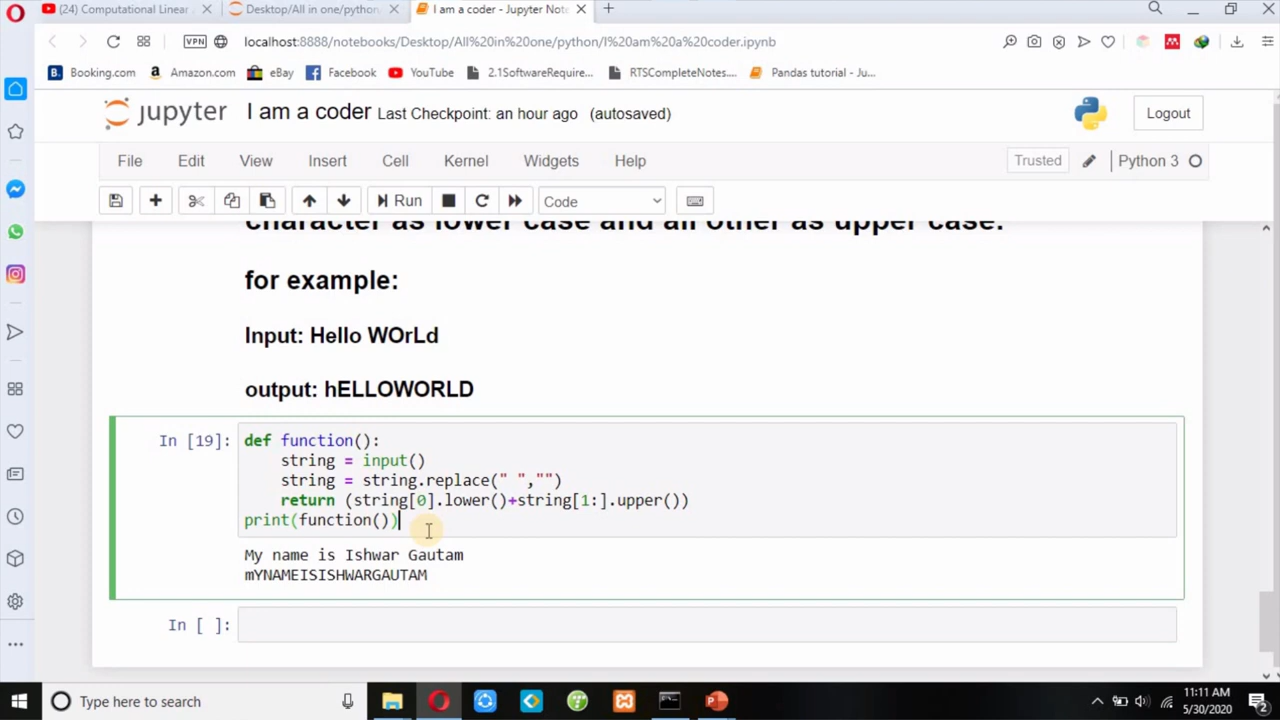 (24) Computational Linear
Desktop/All in one/python
I am a coder - Jupyter Note
VPN
localhost:8888/notebooks/Desktop/All%20in%20one/python/I%20am%20a%20coder.ipynb
B. Booking.com
a Amazon.com
eBay
Facebook
YouTube
2.1SoftwareRequire...
RTSCompleteNotes....
Pandas tutorial - Ju...
jupyter
I am a coder
Last Checkpoint: an hour ago
(autosaved)
Logout
File
Edit
View
Insert
Cell
Kernel
Widgets
Help
Trusted
Python 3
Run
Code
character as lower case and all other as upper case.
for example:
Input: Hello WOrLd
output: hELLOWORLD
In [19]:
def function():
string = input()
string = string.replace(" ","")
return (string[0].lower()+string[1:].upper())
print(function())
My name is Ishwar Gautam
mYNAMEISISHWARGAUTAM
In [ ]:
Type here to search
11:11 AM
5/30/2020
2